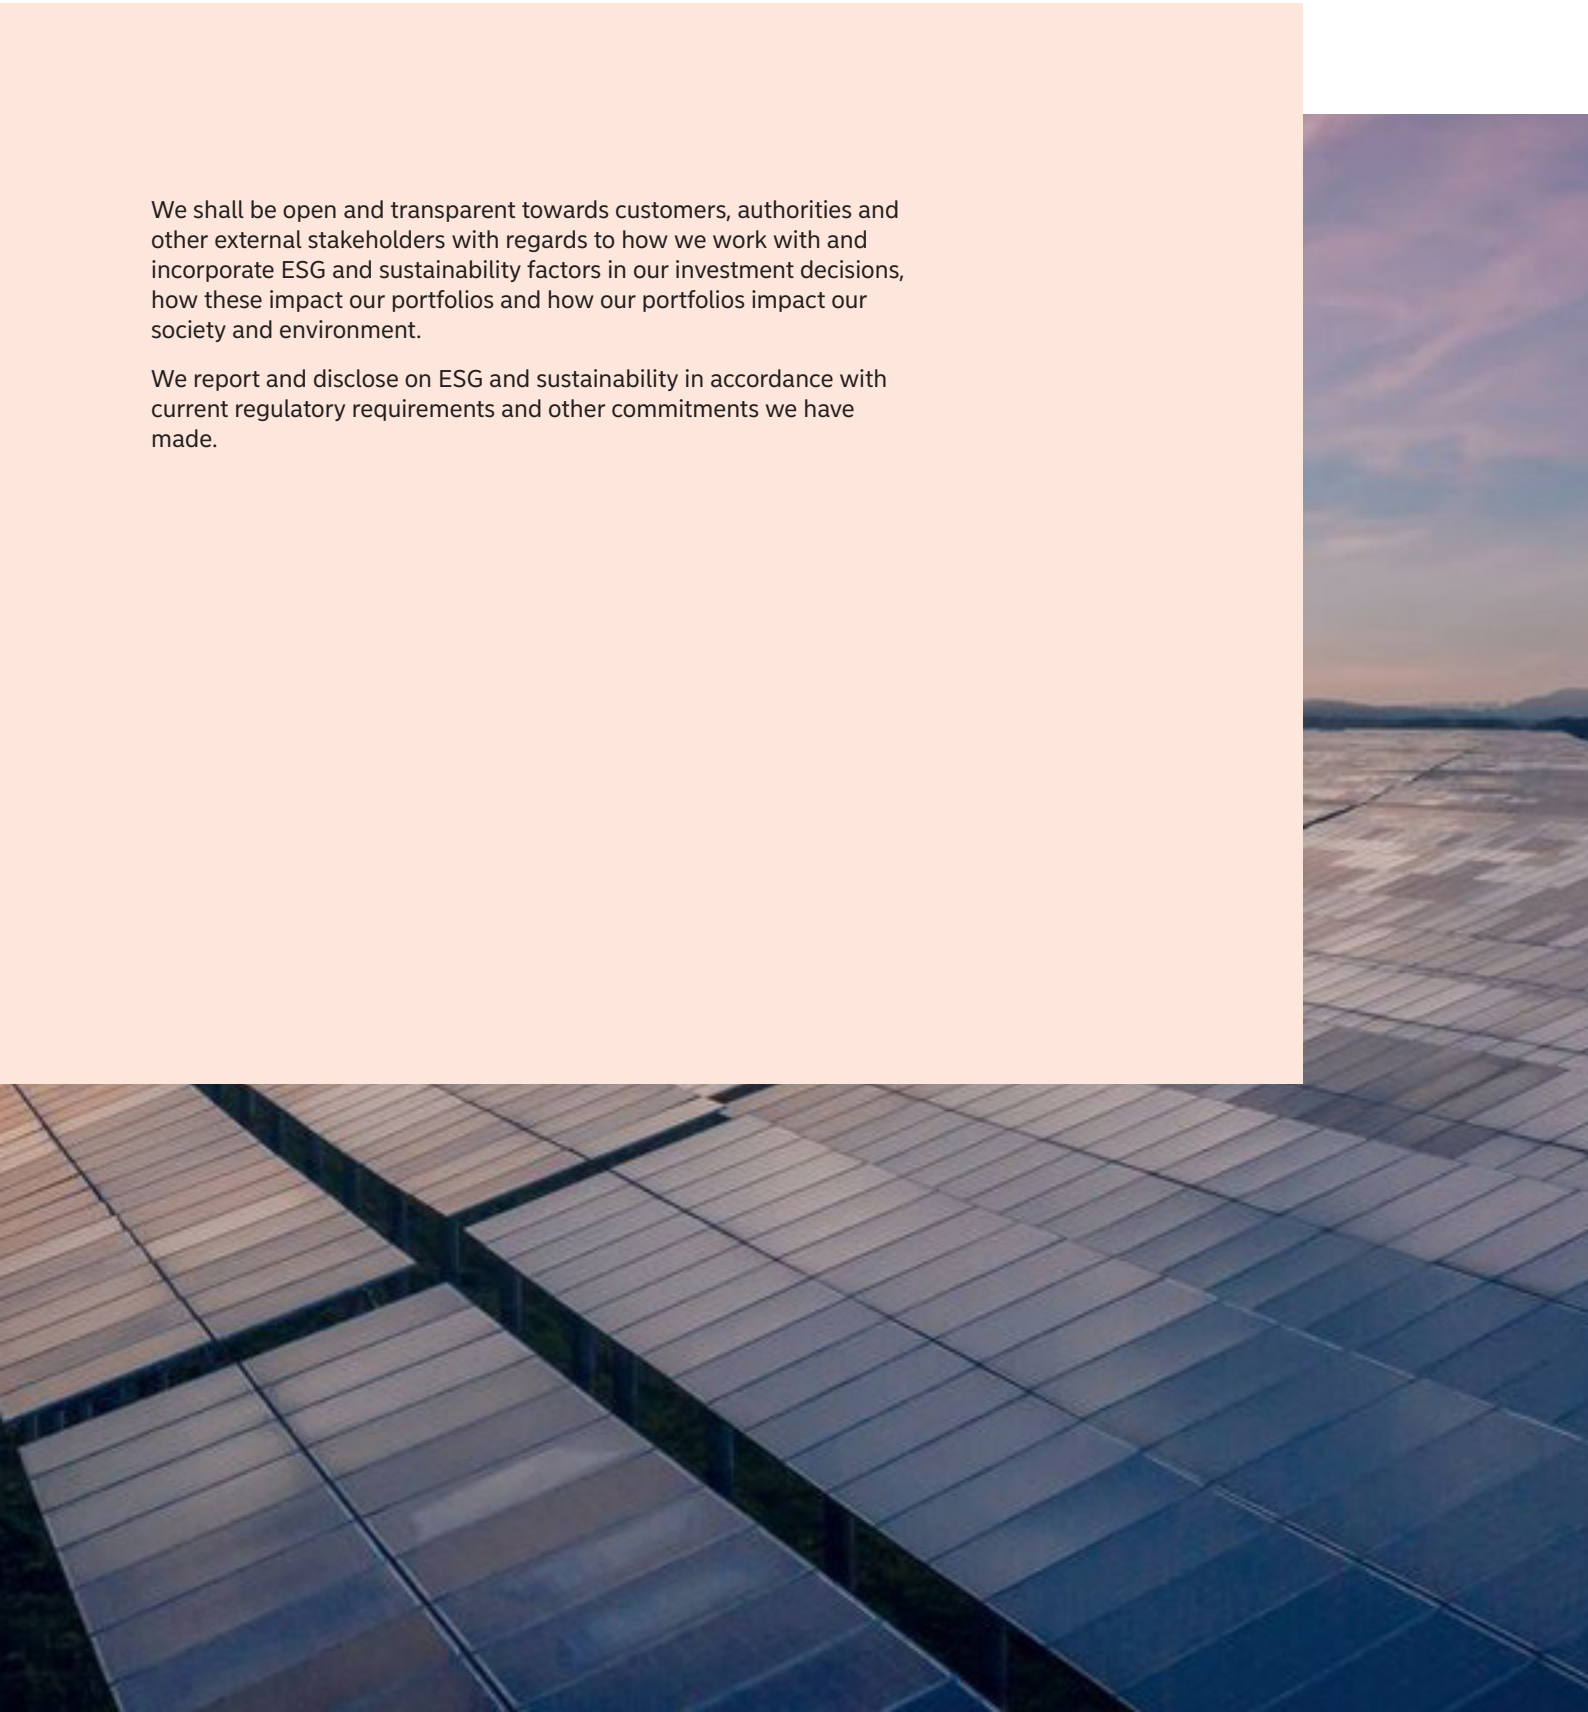 We shall be open and transparent towards customers, authorities and
other external stakeholders with regards to how we work with and
incorporate ESG and sustainability factors in our investment decisions,
how these impact our portfolios and how our portfolios impact our
society and environment.
We report and disclose on ESG and sustainability in accordance with
current regulatory requirements and other commitments we have
made.